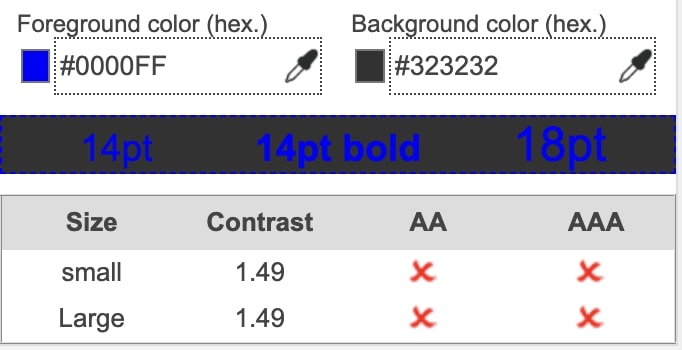 Foreground color (hex.) Background color (hex.)
#0000FF #323232
14pt 14pt bold 18pt
Size Contrast AA AAA
small 1.49
Large 1.49